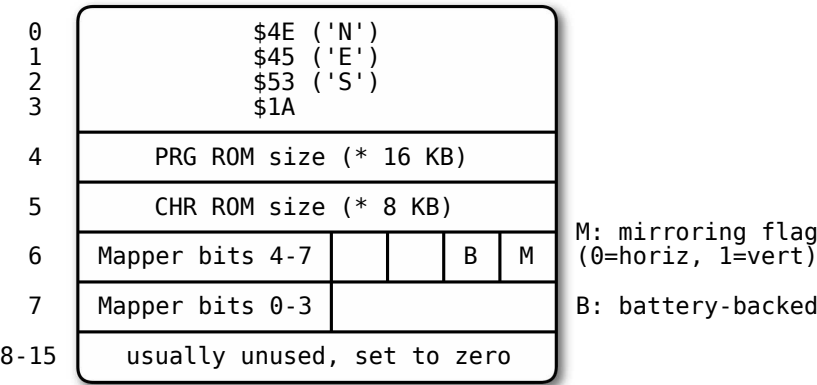 0 $4E ('N')
1 $45 ('E')
2 $53 ('S')
3 $1A
4 PRG ROM size (* 16 KB)
5 CHR ROM size (* 8 KB)
6 Mapper bits 4-7 B M
M: mirroring flag
(0=horiz, 1=vert)
7 Mapper bits 0-3
B: battery-backed
8-15 usually unused, set to zero